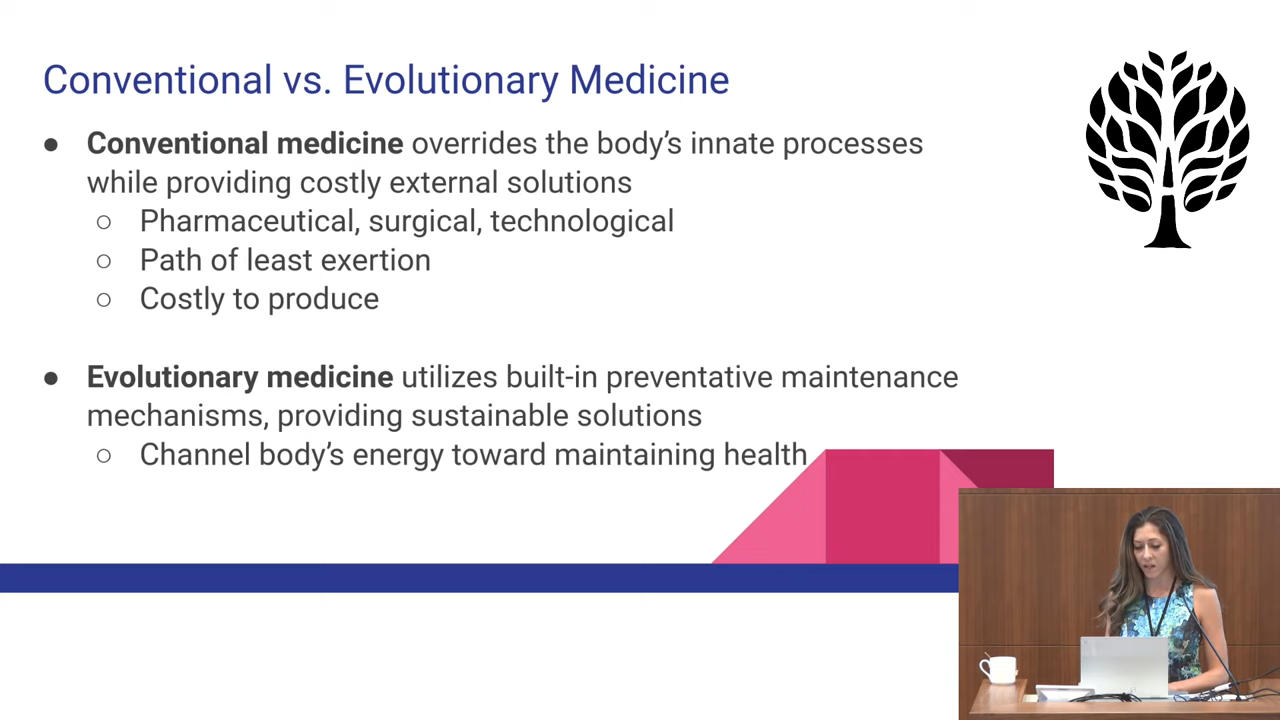 Conventional vs. Evolutionary Medicine
● Conventional medicine overrides the body’s innate processes
while providing costly external solutions
○ Pharmaceutical, surgical, technological
○ Path of least exertion
○ Costly to produce
● Evolutionary medicine utilizes built-in preventative maintenance
mechanisms, providing sustainable solutions
○ Channel body’s energy toward maintaining health